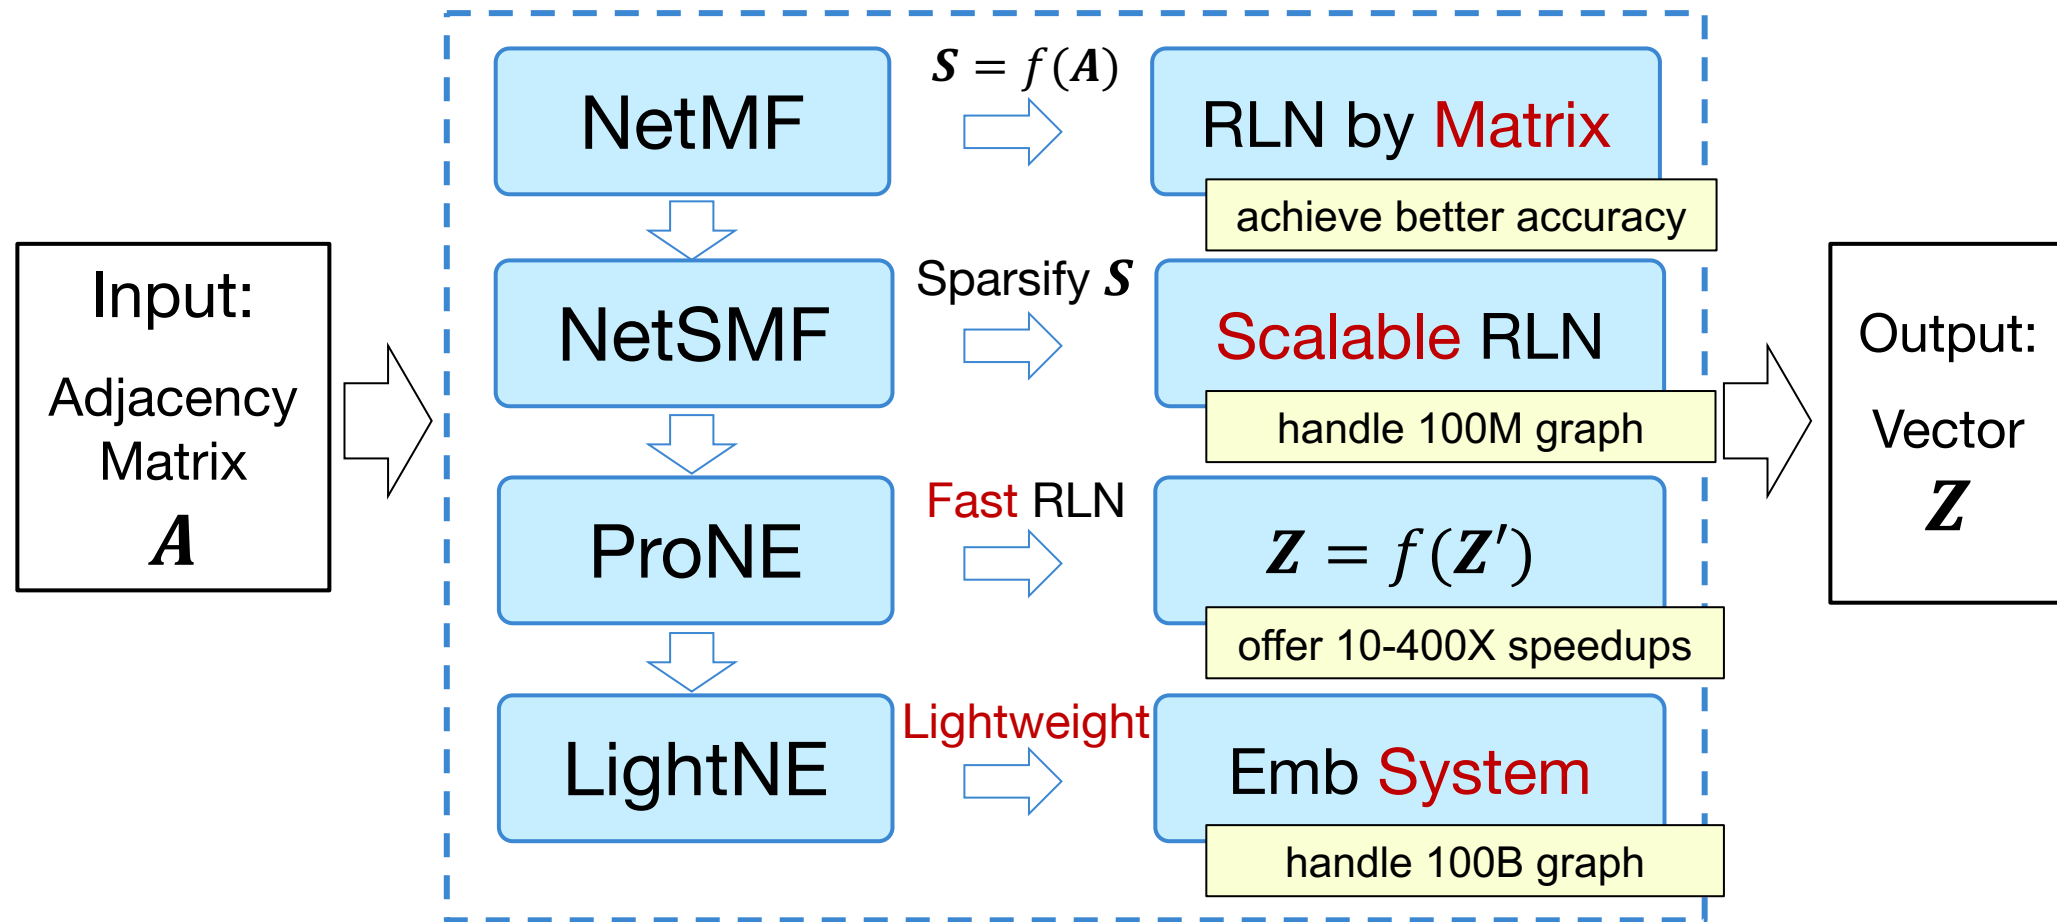 Input:
Adjacency
Matrix
A
NetMF
S = f(A)
RLN by Matrix
achieve better accuracy
NetSMF
Sparsify S
Scalable RLN
handle 100M graph
ProNE
Fast RLN
Z = f(Z′)
offer 10-400X speedups
LightNE
Lightweight
Emb System
handle 100B graph
Output:
Vector
Z